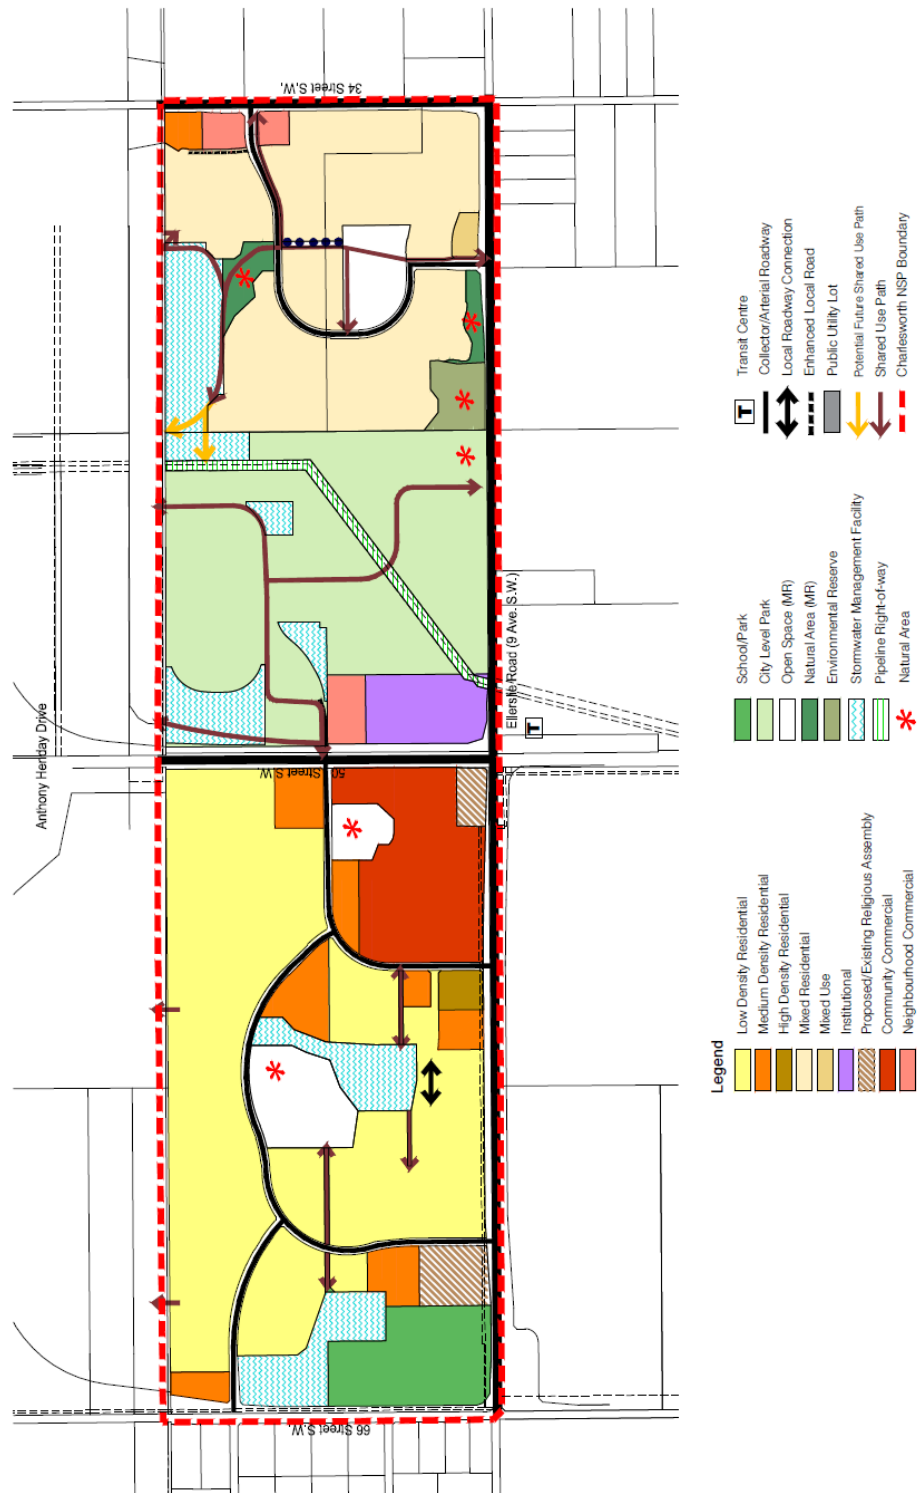 34 Street S.W.
Anthony Henday Drive
Ellerslie Road (9 Ave. S.W.)
T
50 Street S.W.
66 Street S.W.
Legend
Low Density Residential
Medium Density Residential
High Density Residential
Mixed Residential
Mixed Use
Institutional
Proposed/Existing Religious Assembly
Community Commercial
Neighbourhood Commercial
School/Park
City Level Park
Open Space (MR)
Natural Area (MR)
Environmental Reserve
Stormwater Management Facility
Pipeline Right-of-way
Natural Area
T Transit Centre
Collector/Arterial Roadway
Local Roadway Connection
Enhanced Local Road
Public Utility Lot
Potential Future Shared Use Path
Shared Use Path
Charlesworth NSP Boundary